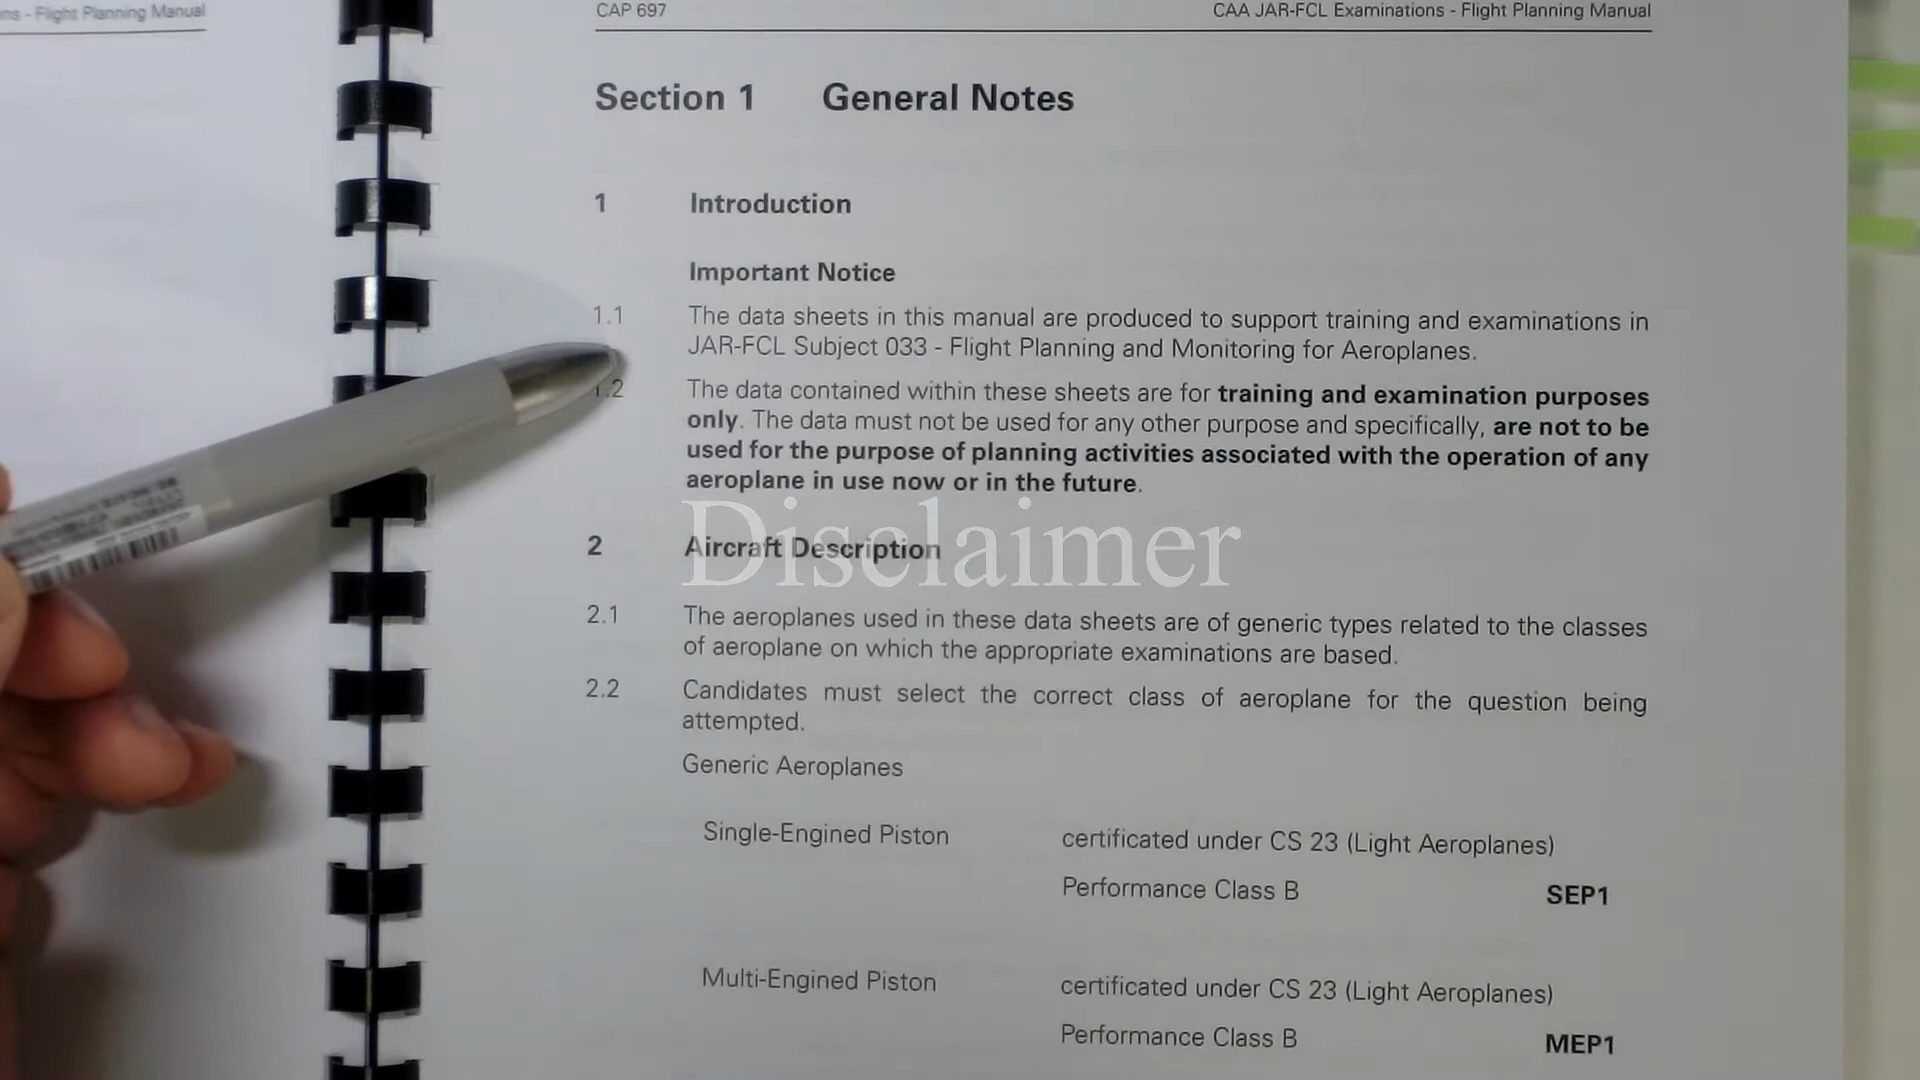 ns - Flight Planning Manual
CAP 697 CAA JAR-FCL Examinations - Flight Planning Manual
Section 1 General Notes
1 Introduction
Important Notice
1.1 The data sheets in this manual are produced to support training and examinations in
JAR-FCL Subject 033 - Flight Planning and Monitoring for Aeroplanes.
1.2 The data contained within these sheets are for training and examination purposes
only. The data must not be used for any other purpose and specifically, are not to be
used for the purpose of planning activities associated with the operation of any
aeroplane in use now or in the future.
Disclaimer
2 Aircraft Description
2.1 The aeroplanes used in these data sheets are of generic types related to the classes
of aeroplane on which the appropriate examinations are based.
2.2 Candidates must select the correct class of aeroplane for the question being
attempted.
Generic Aeroplanes
Single-Engined Piston certificated under CS 23 (Light Aeroplanes)
Performance Class B SEP1
Multi-Engined Piston certificated under CS 23 (Light Aeroplanes)
Performance Class B MEP1